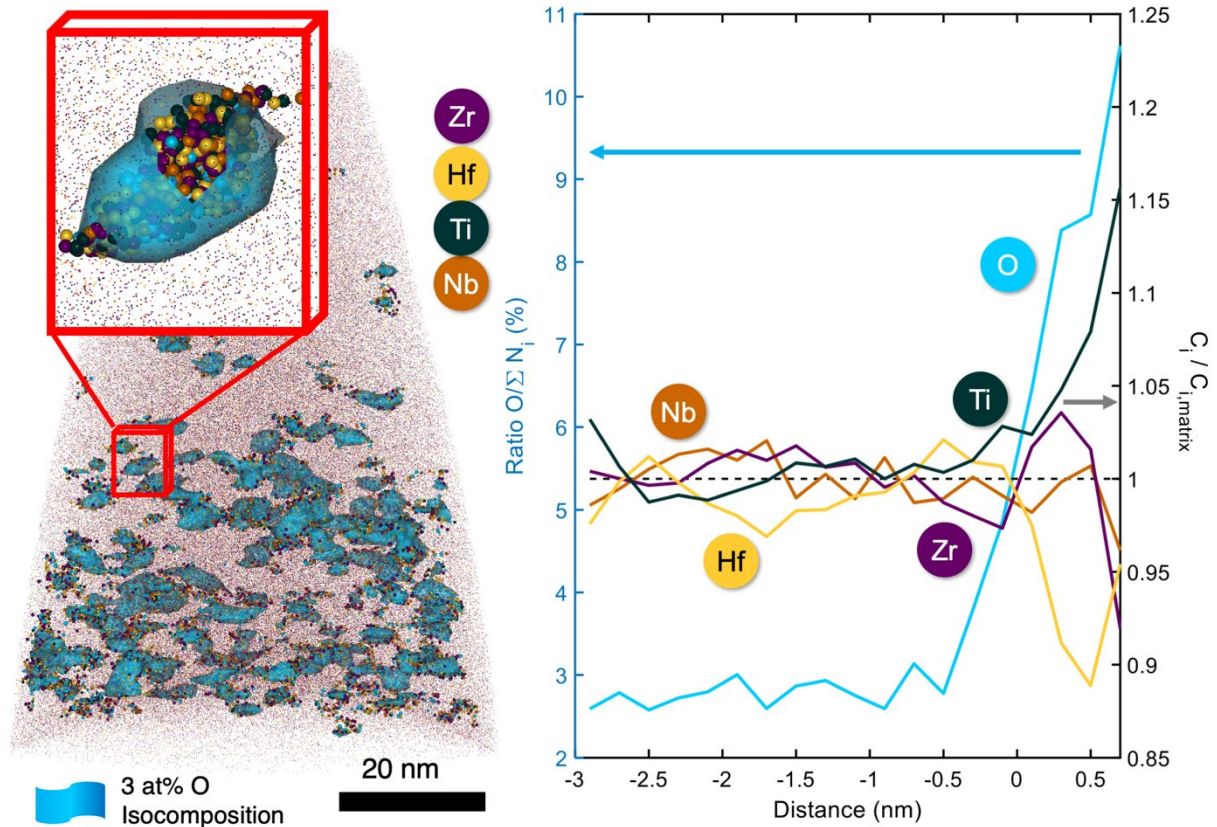 Zr
Hf
Ti
Nb
3 at% O
Isocomposition
20 nm
Ratio O/Σ N_i (%)
11
10
9
8
7
6
5
4
3
2
O
Ti
Nb
Hf
Zr
1.25
1.2
1.15
1.1
1.05
1
0.95
0.9
0.85
C_i / C_i,matrix
-3
-2.5
-2
-1.5
-1
-0.5
0
0.5
Distance (nm)